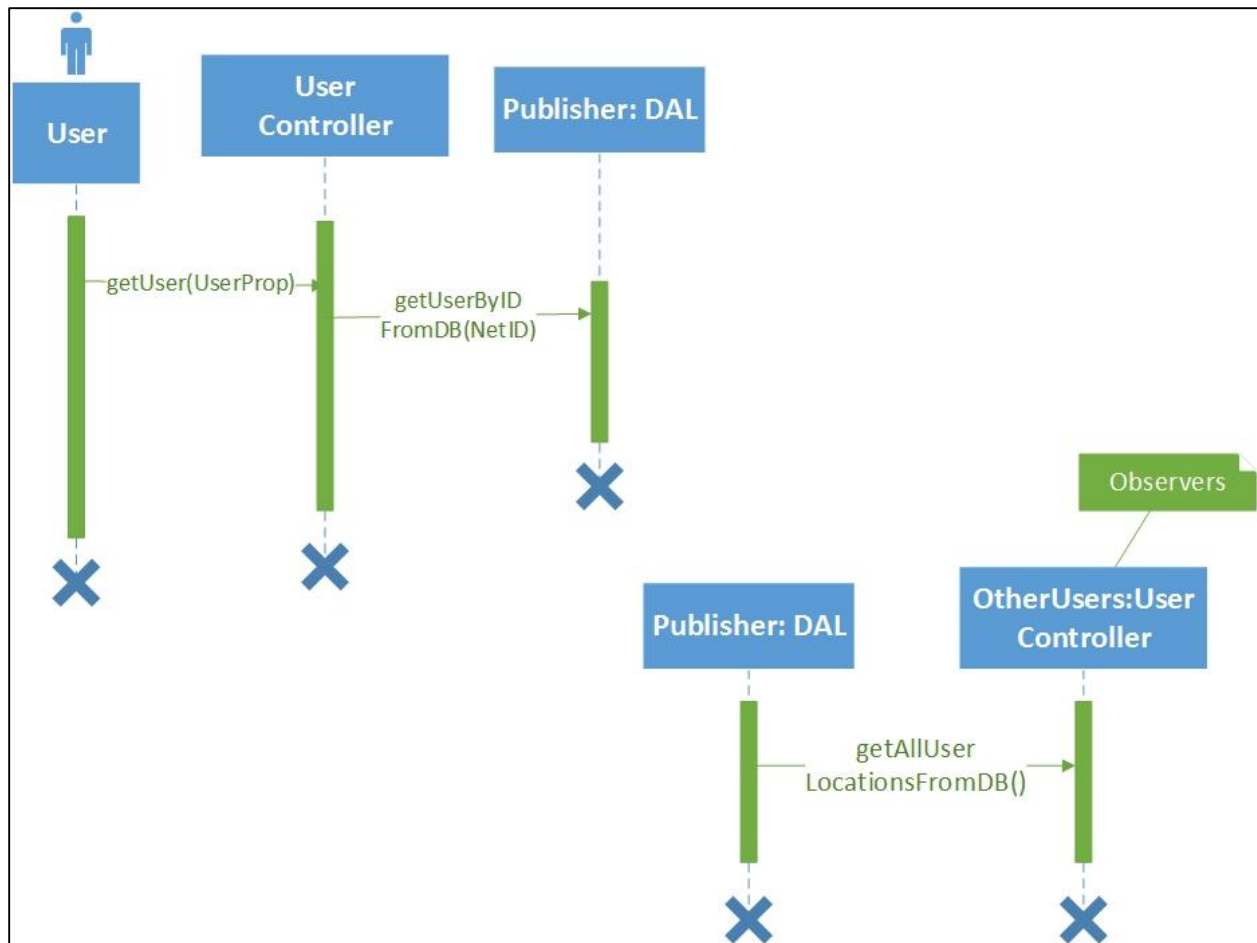 User
User
Controller
Publisher: DAL
getUser(UserProp)
getUserByID
FromDB(NetID)
Observers
Publisher: DAL
OtherUsers:User
Controller
getAllUser
LocationsFromDB()